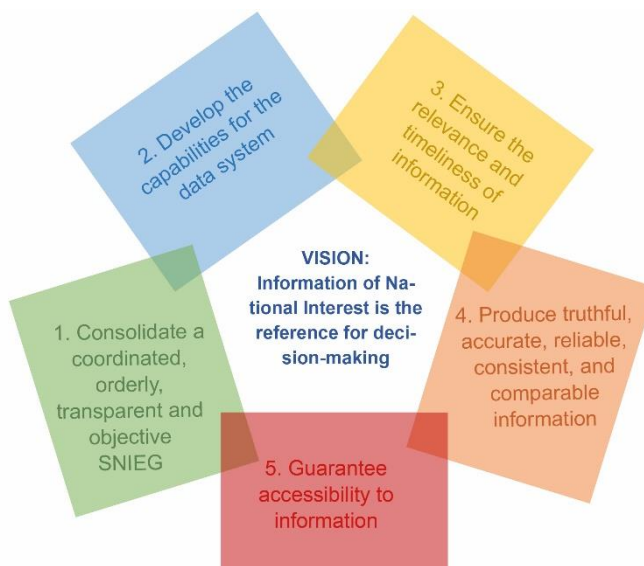 1. Consolidate a
coordinated,
orderly,
transparent and
objective
SNIEG
2. Develop the
capabilities for the
data system
3. Ensure the
relevance and
timeliness of
information
4. Produce truthful,
accurate, reliable,
consistent, and
comparable
information
5. Guarantee
accessibility to
information
VISION:
Information of Na-
tional Interest is the
reference for deci-
sion-making